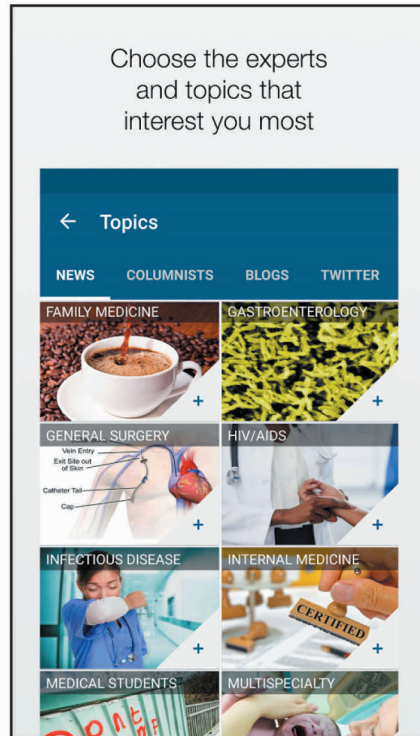 Choose the experts
and topics that
interest you most
Topics
NEWS COLUMNISTS BLOGS TWITTER
FAMILY MEDICINE GASTROENTEROLOGY
GENERAL SURGERY HIV/AIDS
Vein Entry
Exit Site out
of Skin
Catheter Tail
Cap
INFECTIOUS DISEASE INTERNAL MEDICINE
CERTIFIED
MEDICAL STUDENTS MULTISPECIALTY
Dont